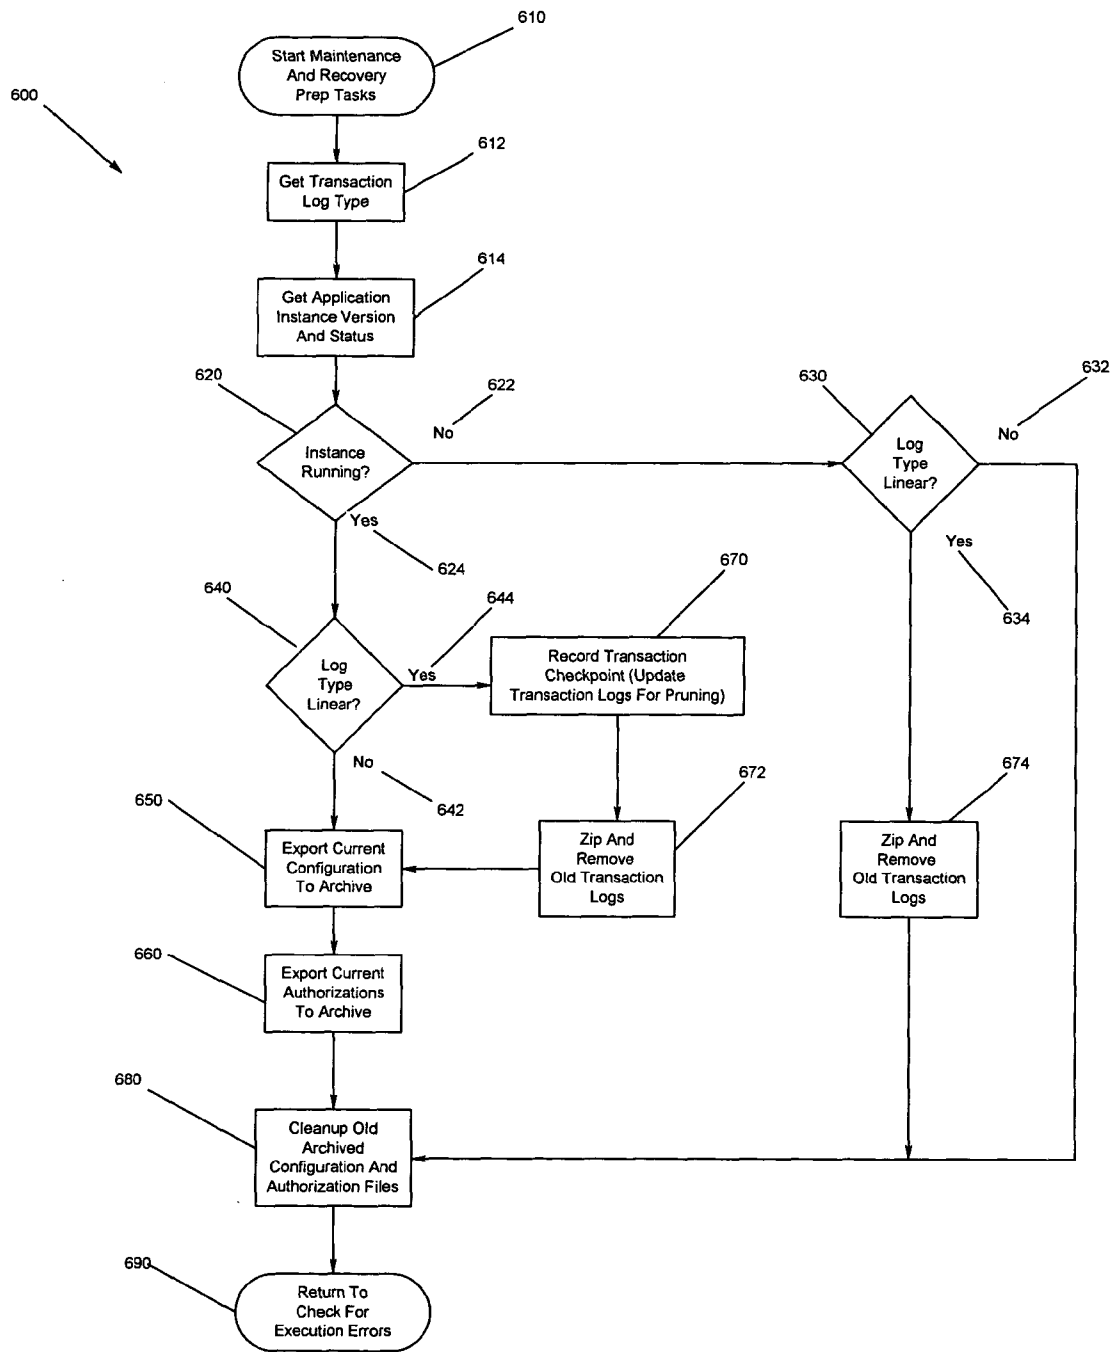 610
Start Maintenance
And Recovery
Prep Tasks
600
612
Get Transaction
Log Type
614
Get Application
Instance Version
And Status
620
622
630
632
No
No
Instance
Running?
Log
Type
Linear?
Yes
Yes
624
634
640
644
670
Log
Type
Linear?
Yes
Record Transaction
Checkpoint (Update
Transaction Logs For Pruning)
No
642
672
674
650
Export Current
Configuration
To Archive
Zip And
Remove
Old Transaction
Logs
Zip And
Remove
Old Transaction
Logs
660
Export Current
Authorizations
To Archive
680
Cleanup Old
Archived
Configuration And
Authorization Files
690
Return To
Check For
Execution Errors